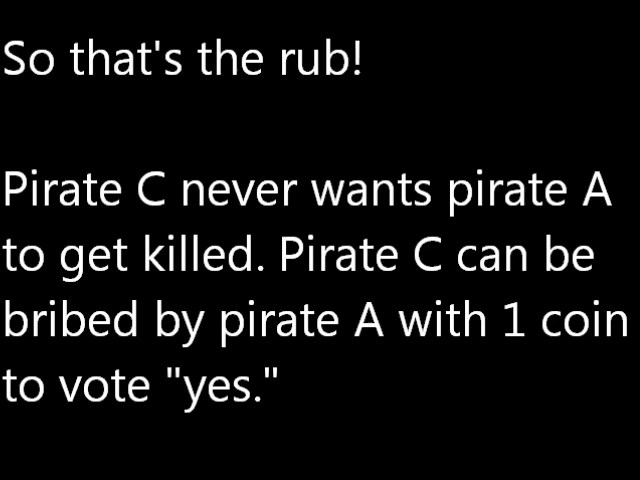 So that's the rub!
Pirate C never wants pirate A
to get killed. Pirate C can be
bribed by pirate A with 1 coin
to vote "yes."